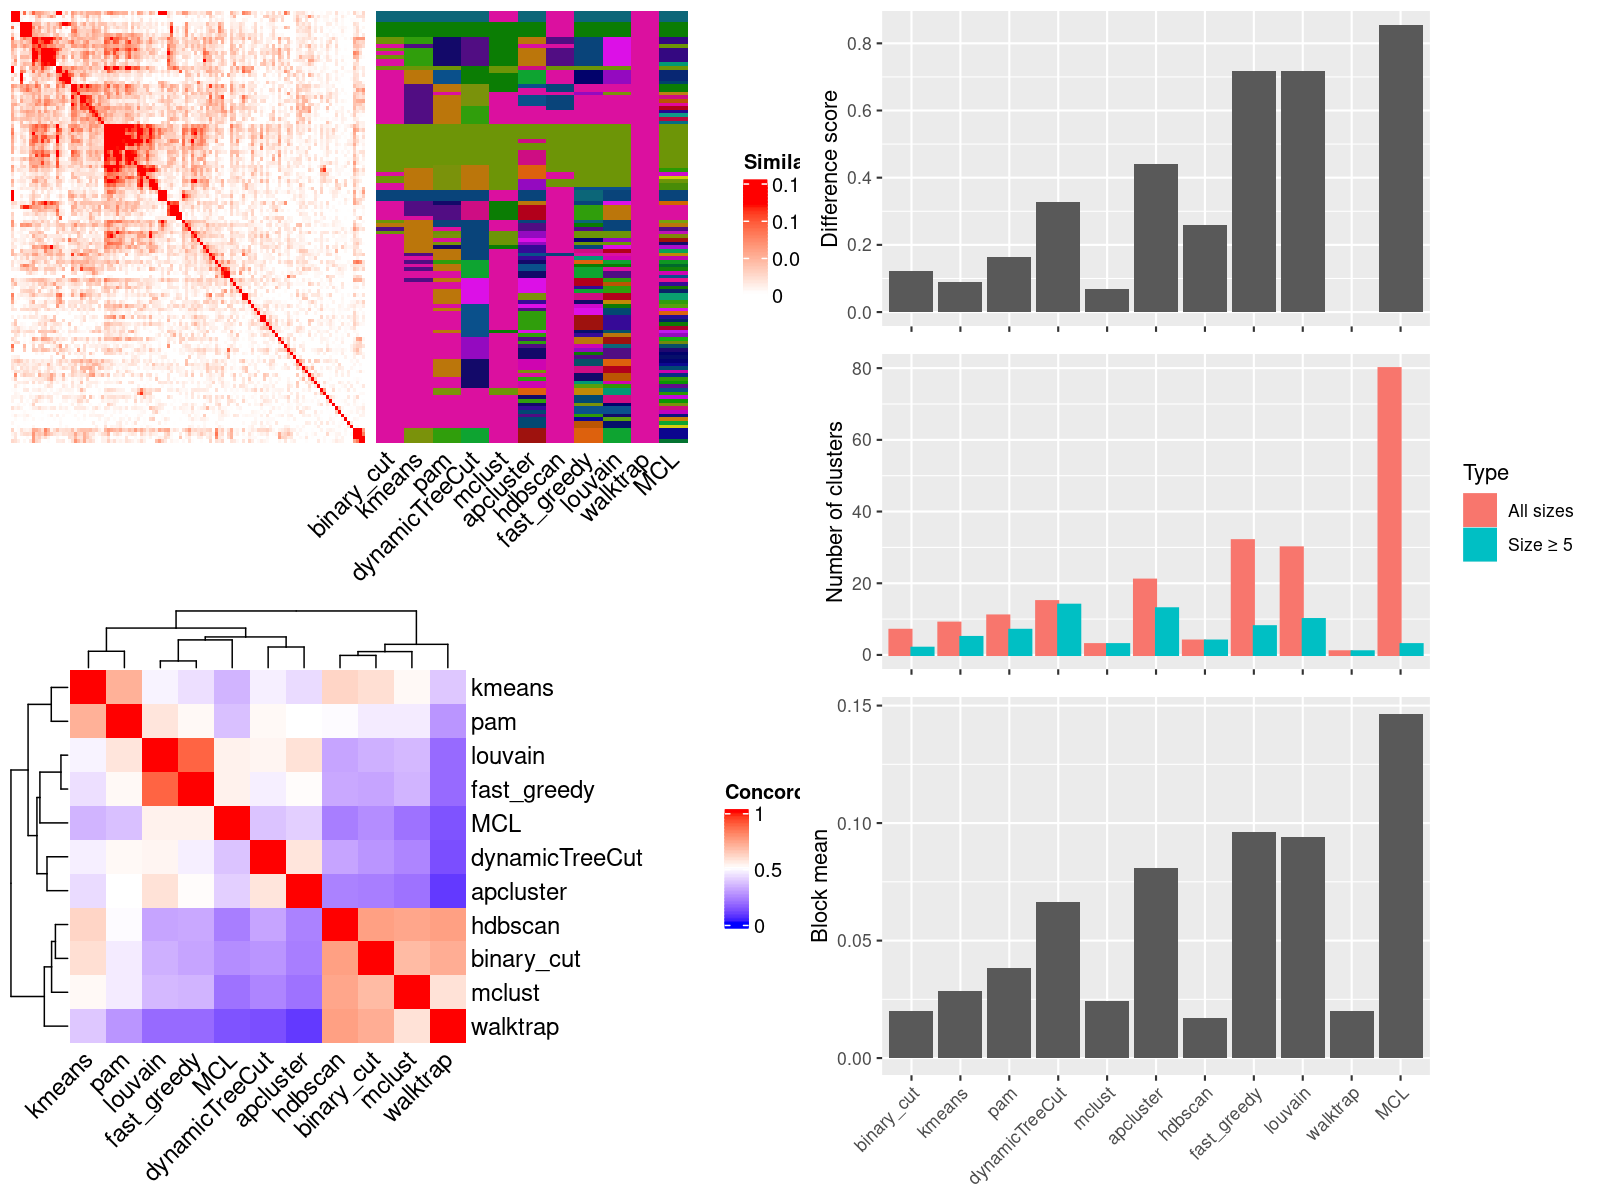 Simila
0.1
0.1
0.0
0
binary_cut
kmeans
pam
dynamicTreeCut
mclust
apcluster
hdbscan
fast_greedy
louvain
walktrap
MCL
kmeans
pam
louvain
fast_greedy
MCL
dynamicTreeCut
apcluster
hdbscan
binary_cut
mclust
walktrap
kmeans
pam
louvain
fast_greedy
MCL
dynamicTreeCut
apcluster
hdbscan
binary_cut
mclust
walktrap
Concord
1
0.5
0
Difference score
0.8
0.6
0.4
0.2
0.0
Number of clusters
80
60
40
20
0
Type
All sizes
Size ≥ 5
Block mean
0.15
0.10
0.05
0.00
binary_cut
kmeans
pam
dynamicTreeCut
mclust
apcluster
hdbscan
fast_greedy
louvain
walktrap
MCL